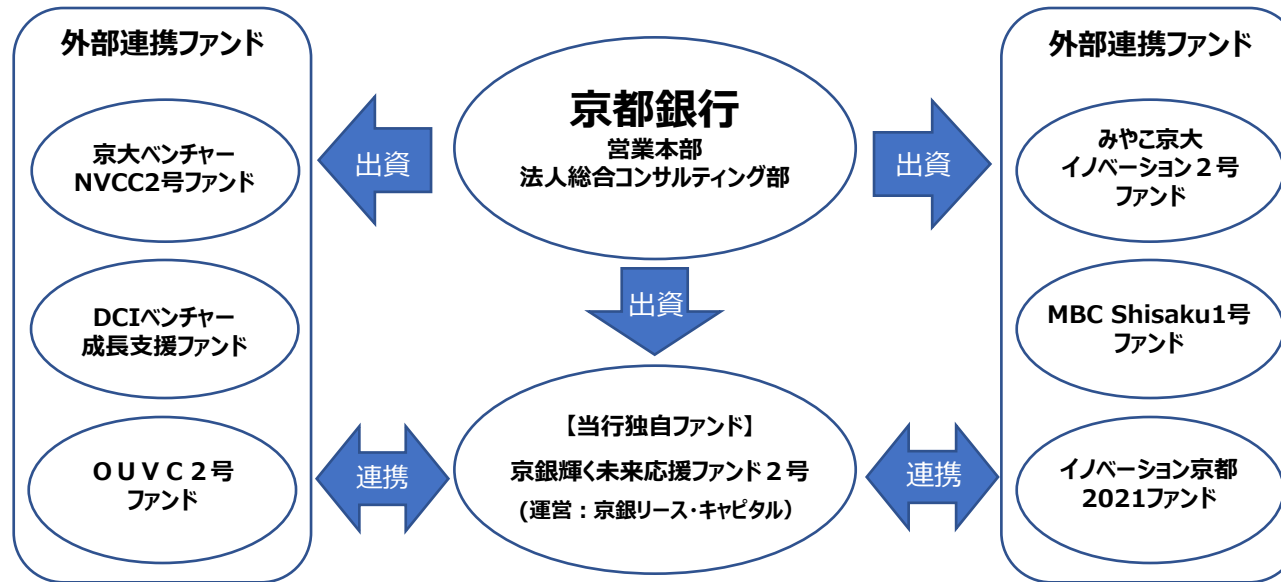 外部連携ファンド
京大ベンチャー
NVCC2号ファンド
DCIベンチャー
成長支援ファンド
ＯＵＶＣ２号
ファンド
出資
京都銀行
営業本部
法人総合コンサルティング部
出資
出資
連携
【当行独自ファンド】
京銀輝く未来応援ファンド２号
(運営：京銀リース・キャピタル）
連携
外部連携ファンド
みやこ京大
イノベーション２号
ファンド
MBC Shisaku1号
ファンド
イノベーション京都
2021ファンド